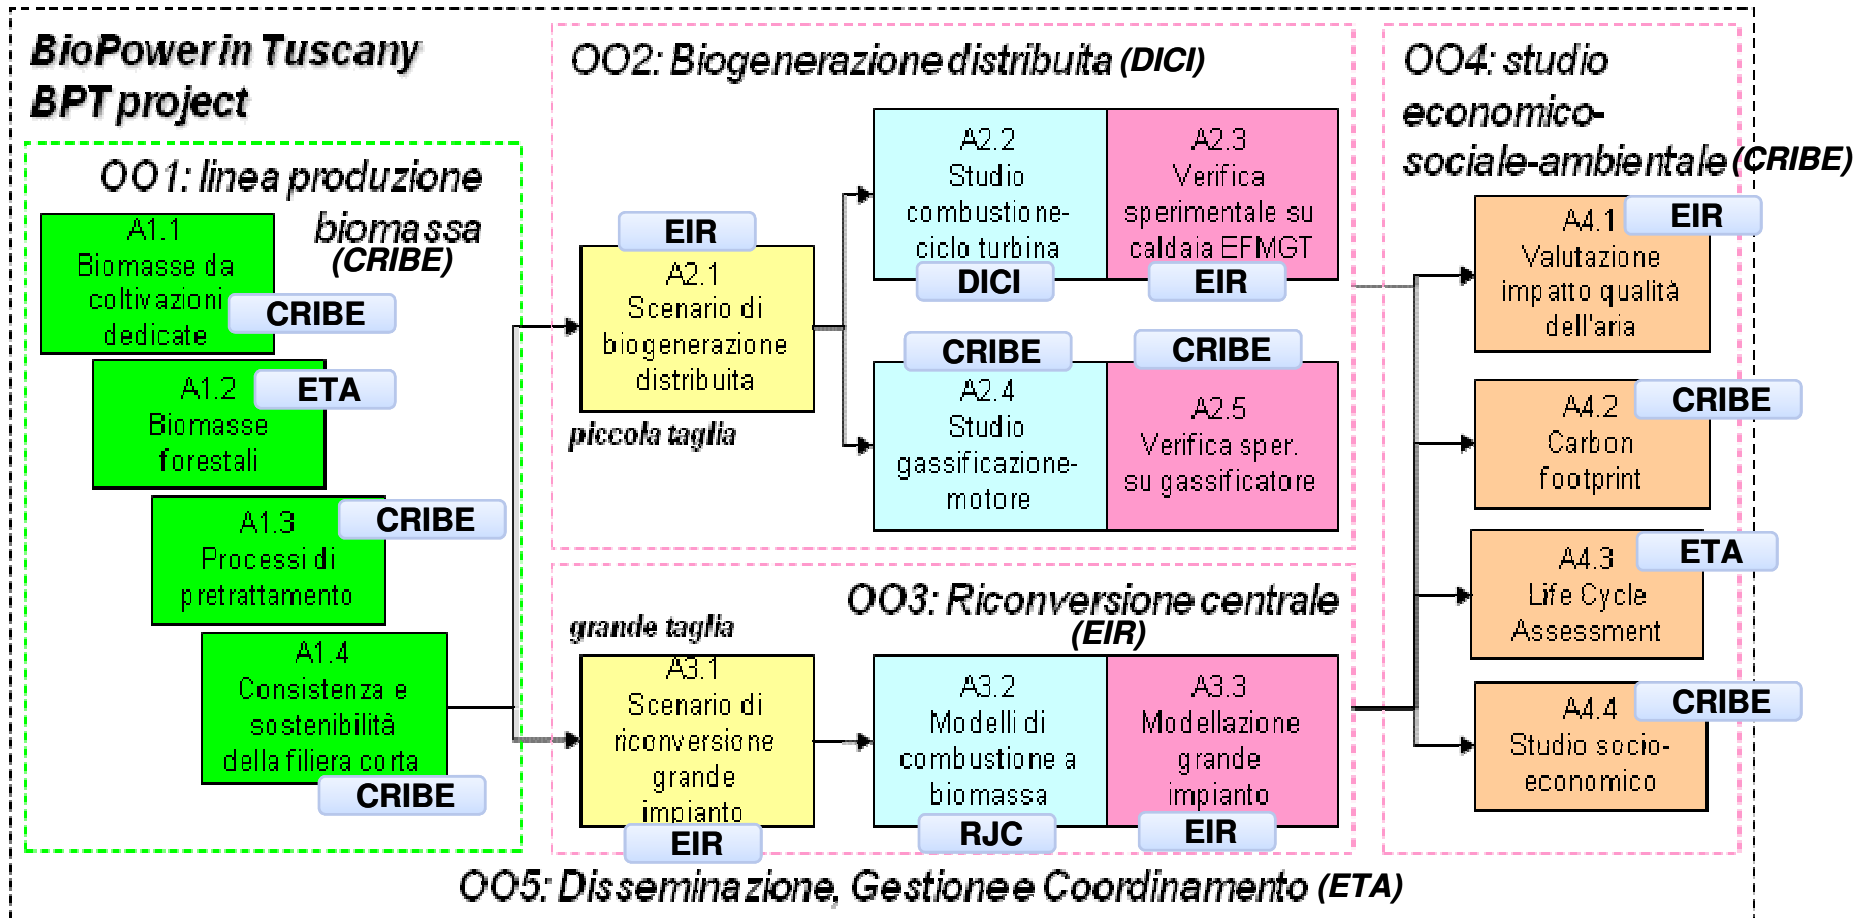 BioPower in Tuscany
BPT project
OO1: linea produzione
biomassa
(CRIBE)
A1.1
Biomasse da
coltivazioni
dedicate
CRIBE
A1.2
Biomasse
forestali
ETA
A1.3
Processi di
pretrattamento
CRIBE
A1.4
Consistenza e
sostenibilità
della filiera corta
CRIBE
OO2: Biogenerazione distribuita (DICI)
EIR
A2.1
Scenario di
biogenerazione
distribuita
piccola taglia
A2.2
Studio
combustione-
ciclo turbina
DICI
A2.3
Verifica
sperimentale su
caldaia EFMGT
EIR
CRIBE
A2.4
Studio
gassificazione-
motore
CRIBE
A2.5
Verifica sper.
su gassificatore
OO3: Riconversione centrale
(EIR)
grande taglia
A3.1
Scenario di
riconversione
grande
impianto
EIR
A3.2
Modelli di
combustione a
biomassa
RJC
A3.3
Modellazione
grande
impianto
EIR
OO4: studio
economico-
sociale-ambientale (CRIBE)
EIR
A4.1
Valutazione
impatto qualità
dell'aria
CRIBE
A4.2
Carbon
footprint
ETA
A4.3
Life Cycle
Assessment
CRIBE
A4.4
Studio socio-
economico
OO5: Disseminazione, Gestione e Coordinamento (ETA)